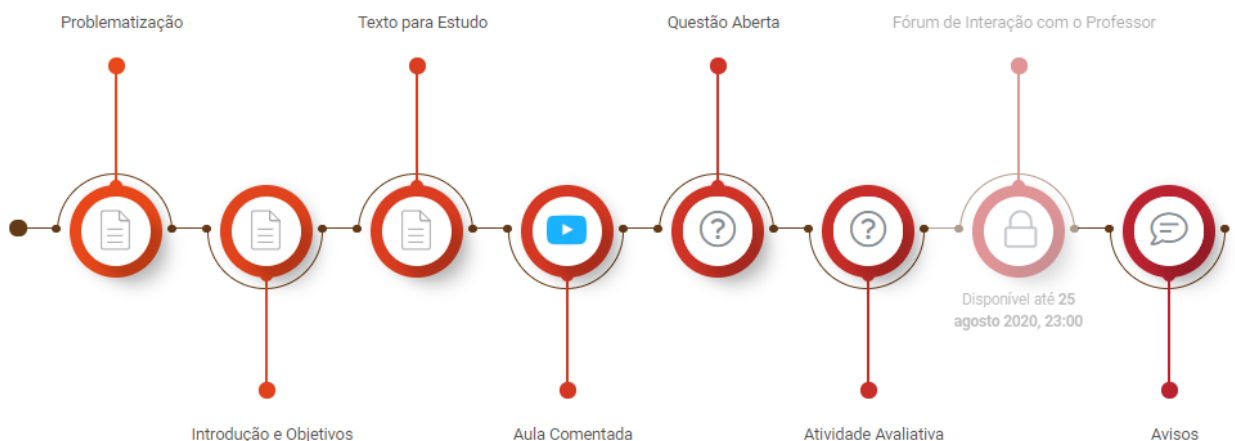 Problematização
Texto para Estudo
Questão Aberta
Fórum de Interação com o Professor
Disponível até 25
agosto 2020, 23:00
Introdução e Objetivos
Aula Comentada
Atividade Avaliativa
Avisos